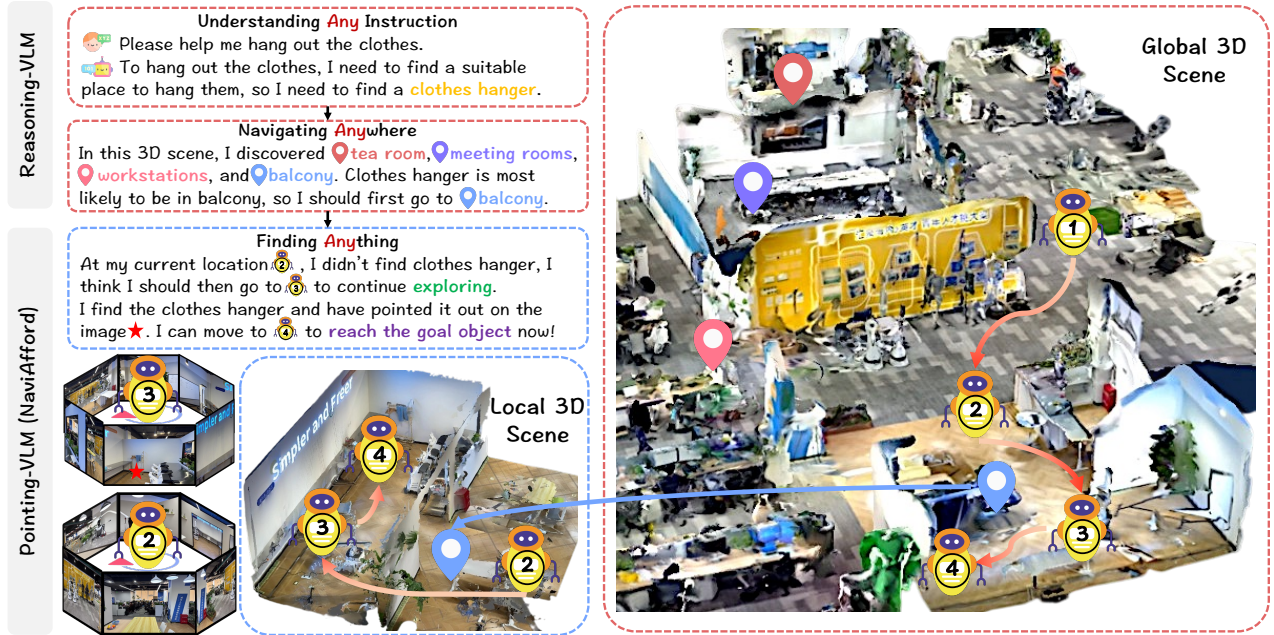 Reasoning-VLM
Understanding Any Instruction
Please help me hang out the clothes.
To hang out the clothes, I need to find a suitable
place to hang them, so I need to find a clothes hanger.
Navigating Anywhere
In this 3D scene, I discovered tea room, meeting rooms,
workstations, and balcony. Clothes hanger is most
likely to be in balcony, so I should first go to balcony.
Pointing-VLM (NaviAfford)
Finding Anything
At my current location 2, I didn't find clothes hanger, I
think I should then go to 3 to continue exploring.
I find the clothes hanger and have pointed it out on the
image. I can move to 4 to reach the goal object now!
3
2
Local 3D
Scene
Simpler and Freer
4
3
2
Global 3D
Scene
1
2
3
4